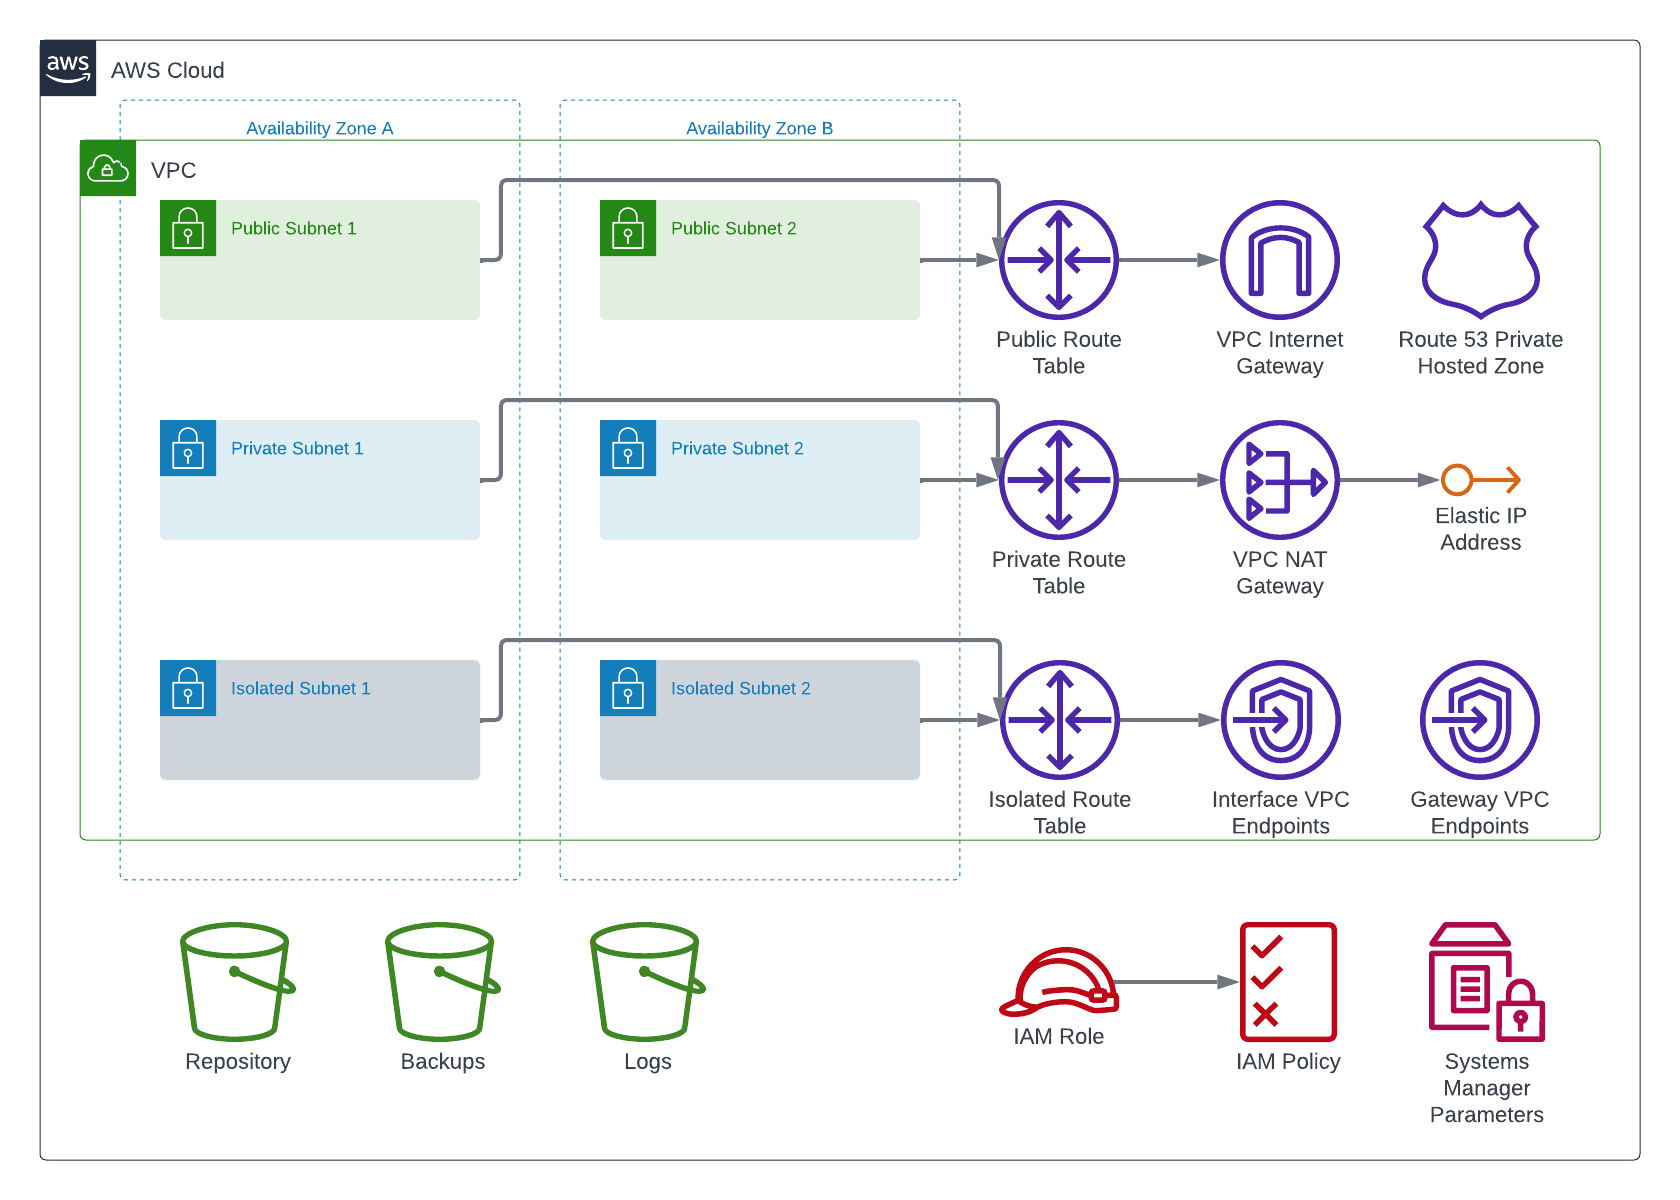 aws
AWS Cloud
Availability Zone A
Availability Zone B
VPC
Public Subnet 1
Public Subnet 2
Public Route
Table
VPC Internet
Gateway
Route 53 Private
Hosted Zone
Private Subnet 1
Private Subnet 2
Private Route
Table
VPC NAT
Gateway
Elastic IP
Address
Isolated Subnet 1
Isolated Subnet 2
Isolated Route
Table
Interface VPC
Endpoints
Gateway VPC
Endpoints
Repository
Backups
Logs
IAM Role
IAM Policy
Systems
Manager
Parameters